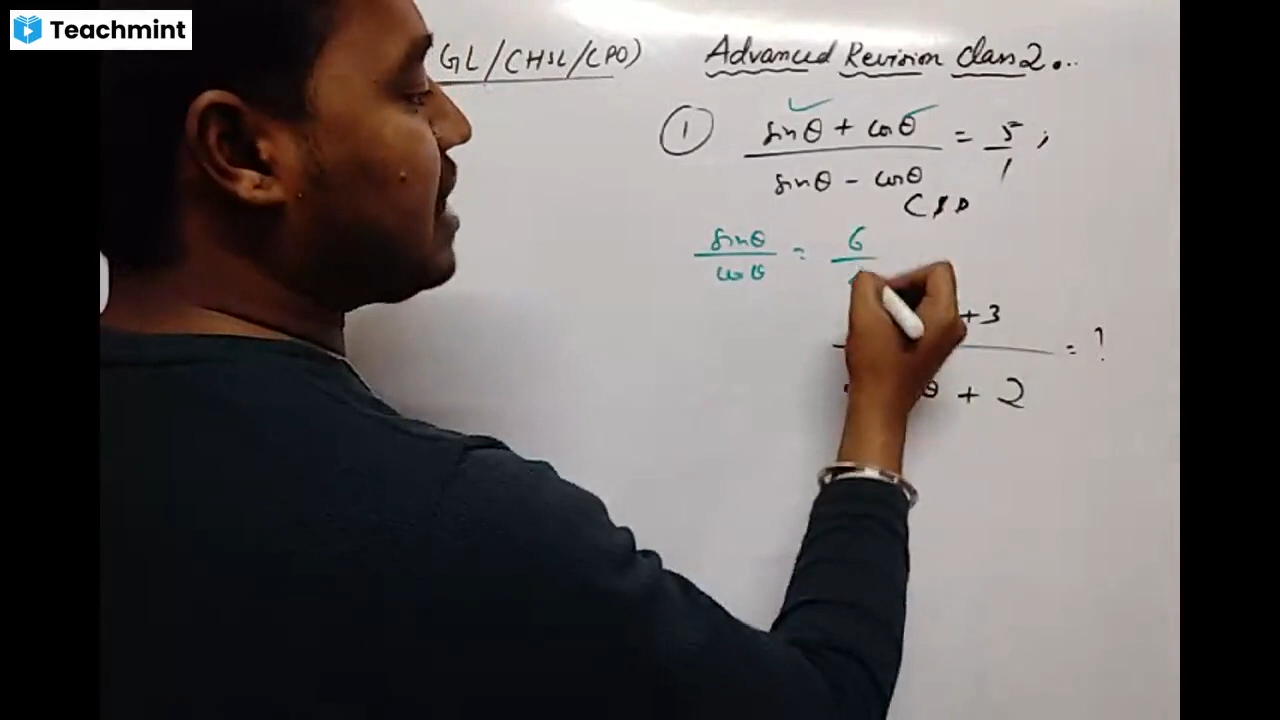 Teachmint
GL/CHSL/CPO) Advanced Revision Class 2...
① sinθ + cosθ / sinθ - cosθ = 5/1 ;
C & D
sinθ / cosθ = 6 /
+3
θ + 2 = ?